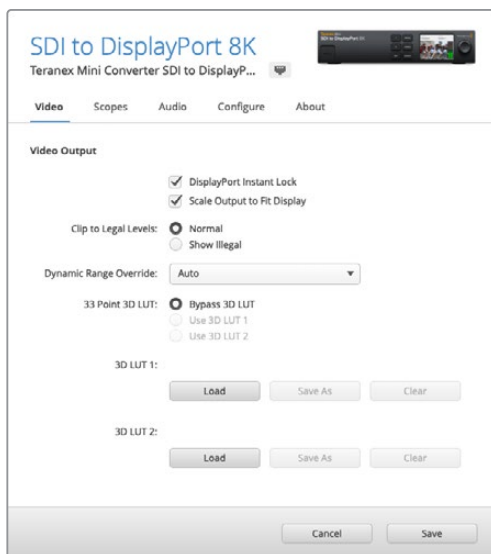 SDI to DisplayPort 8K
Teranex Mini Converter SDI to DisplayP...
Video Scopes Audio Configure About
Video Output
DisplayPort Instant Lock
Scale Output to Fit Display
Clip to Legal Levels: Normal
Show Illegal
Dynamic Range Override: Auto
33 Point 3D LUT: Bypass 3D LUT
Use 3D LUT 1
Use 3D LUT 2
3D LUT 1:
Load Save As Clear
3D LUT 2:
Load Save As Clear
Cancel Save